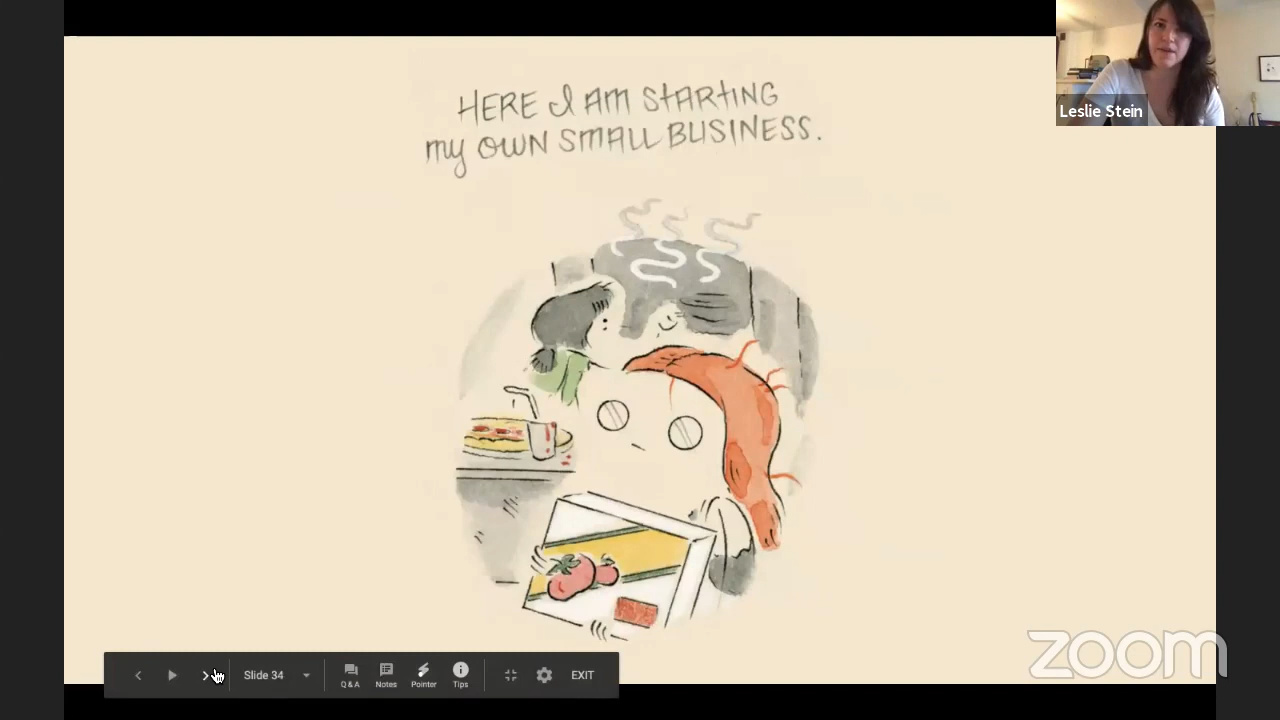 HERE I AM STARTING
MY OWN SMALL BUSINESS.
Leslie Stein
Slide 34
Q&A
Notes
Pointer
Tips
EXIT
zoom